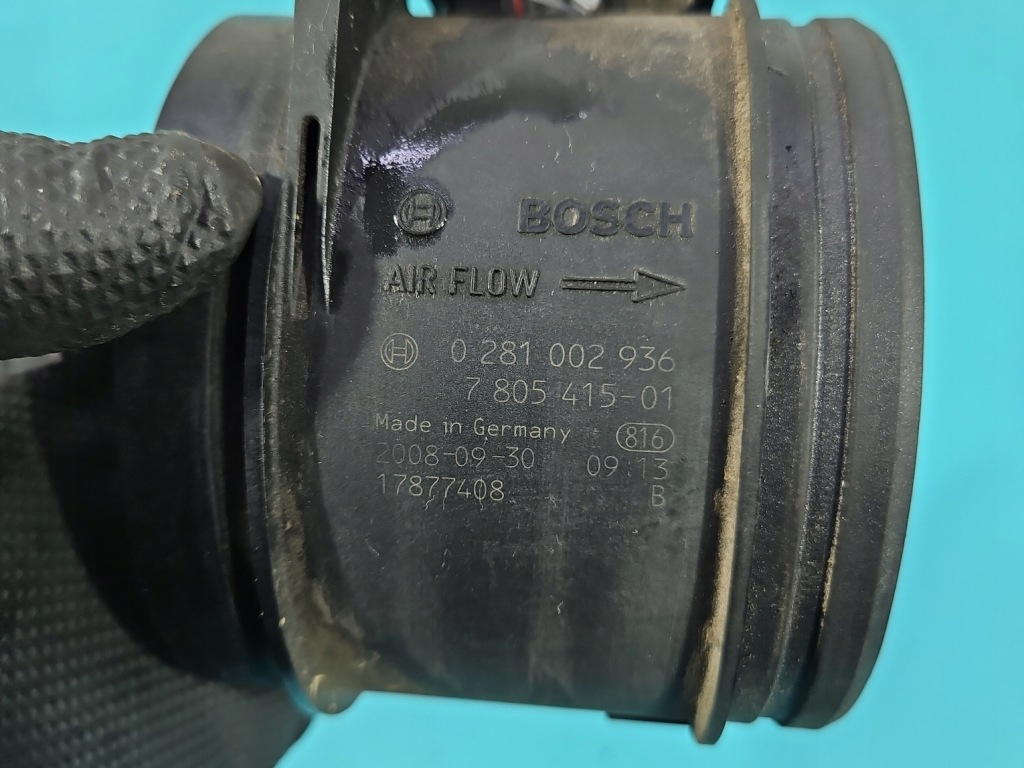 BOSCH
AIR FLOW
0 281 002 936
7 805 415-01
Made in Germany 816
2008-09-30 09:13
17877408 B